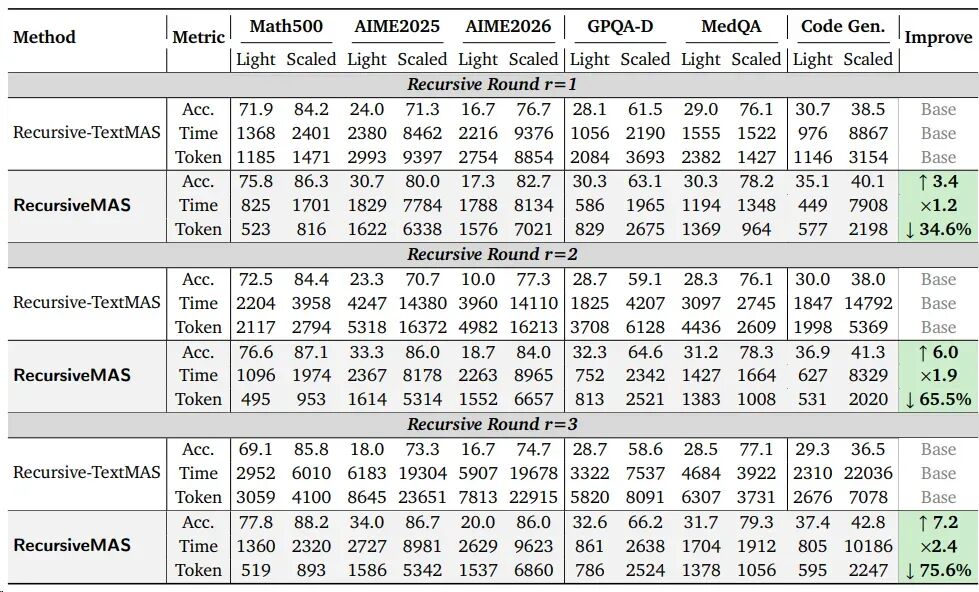 Method Metric Math500 AIME2025 AIME2026 GPQA-D MedQA Code Gen. Improve
Light Scaled Light Scaled Light Scaled Light Scaled Light Scaled Light Scaled
Recursive Round r=1
Acc. 71.9 84.2 24.0 71.3 16.7 76.7 28.1 61.5 29.0 76.1 30.7 38.5 Base
Recursive-TextMAS Time 1368 2401 2380 8462 2216 9376 1056 2190 1555 1522 976 8867 Base
Token 1185 1471 2993 9397 2754 8854 2084 3693 2382 1427 1146 3154 Base
Acc. 75.8 86.3 30.7 80.0 17.3 82.7 30.3 63.1 30.3 78.2 35.1 40.1 ↑ 3.4
RecursiveMAS Time 825 1701 1829 7784 1788 8134 586 1965 1194 1348 449 7908 ×1.2
Token 523 816 1622 6338 1576 7021 829 2675 1369 964 577 2198 ↓ 34.6%
Recursive Round r=2
Acc. 72.5 84.4 23.3 70.7 10.0 77.3 28.7 59.1 28.3 76.1 30.0 38.0 Base
Recursive-TextMAS Time 2204 3958 4247 14380 3960 14110 1825 4207 3097 2745 1847 14792 Base
Token 2117 2794 5318 16372 4982 16213 3708 6128 4436 2609 1998 5369 Base
Acc. 76.6 87.1 33.3 86.0 18.7 84.0 32.3 64.6 31.2 78.3 36.9 41.3 ↑ 6.0
RecursiveMAS Time 1096 1974 2367 8178 2263 8965 752 2342 1427 1664 627 8329 ×1.9
Token 495 953 1614 5314 1552 6657 813 2521 1383 1008 531 2020 ↓ 65.5%
Recursive Round r=3
Acc. 69.1 85.8 18.0 73.3 16.7 74.7 28.7 58.6 28.5 77.1 29.3 36.5 Base
Recursive-TextMAS Time 2952 6010 6183 19304 5907 19678 3322 7537 4684 3922 2310 22036 Base
Token 3059 4100 8645 23651 7813 22915 5820 8091 6307 3731 2676 7078 Base
Acc. 77.8 88.2 34.0 86.7 20.0 86.0 32.6 66.2 31.7 79.3 37.4 42.8 ↑ 7.2
RecursiveMAS Time 1360 2320 2727 8981 2629 9623 861 2638 1704 1912 805 10186 ×2.4
Token 519 893 1586 5342 1537 6860 786 2524 1378 1056 595 2247 ↓ 75.6%